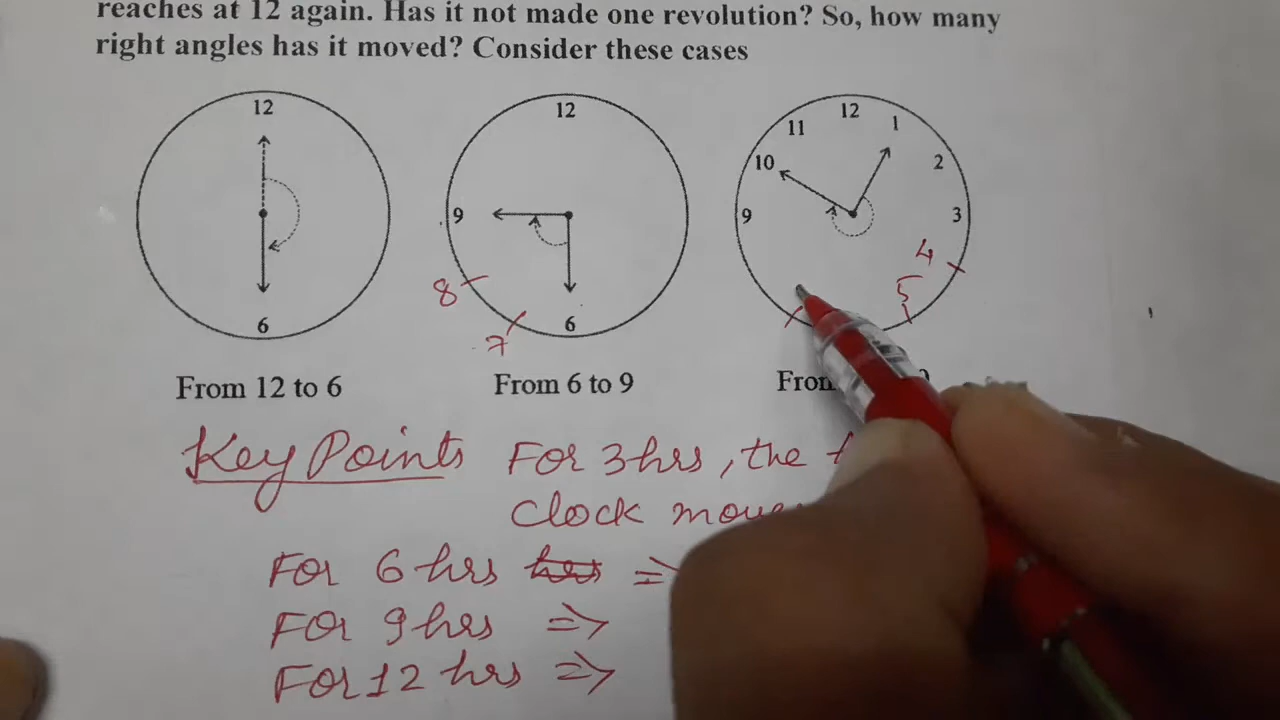 reaches at 12 again. Has it not made one revolution? So, how many
right angles has it moved? Consider these cases
12
6
12
9
6
8
7
12
11
1
10
2
9
3
4
5
From 12 to 6
From 6 to 9
Key Points For 3 hrs, the
Clock
For 6 hrs hrs ⇒
For 9 hrs ⇒
For 12 hrs ⇒